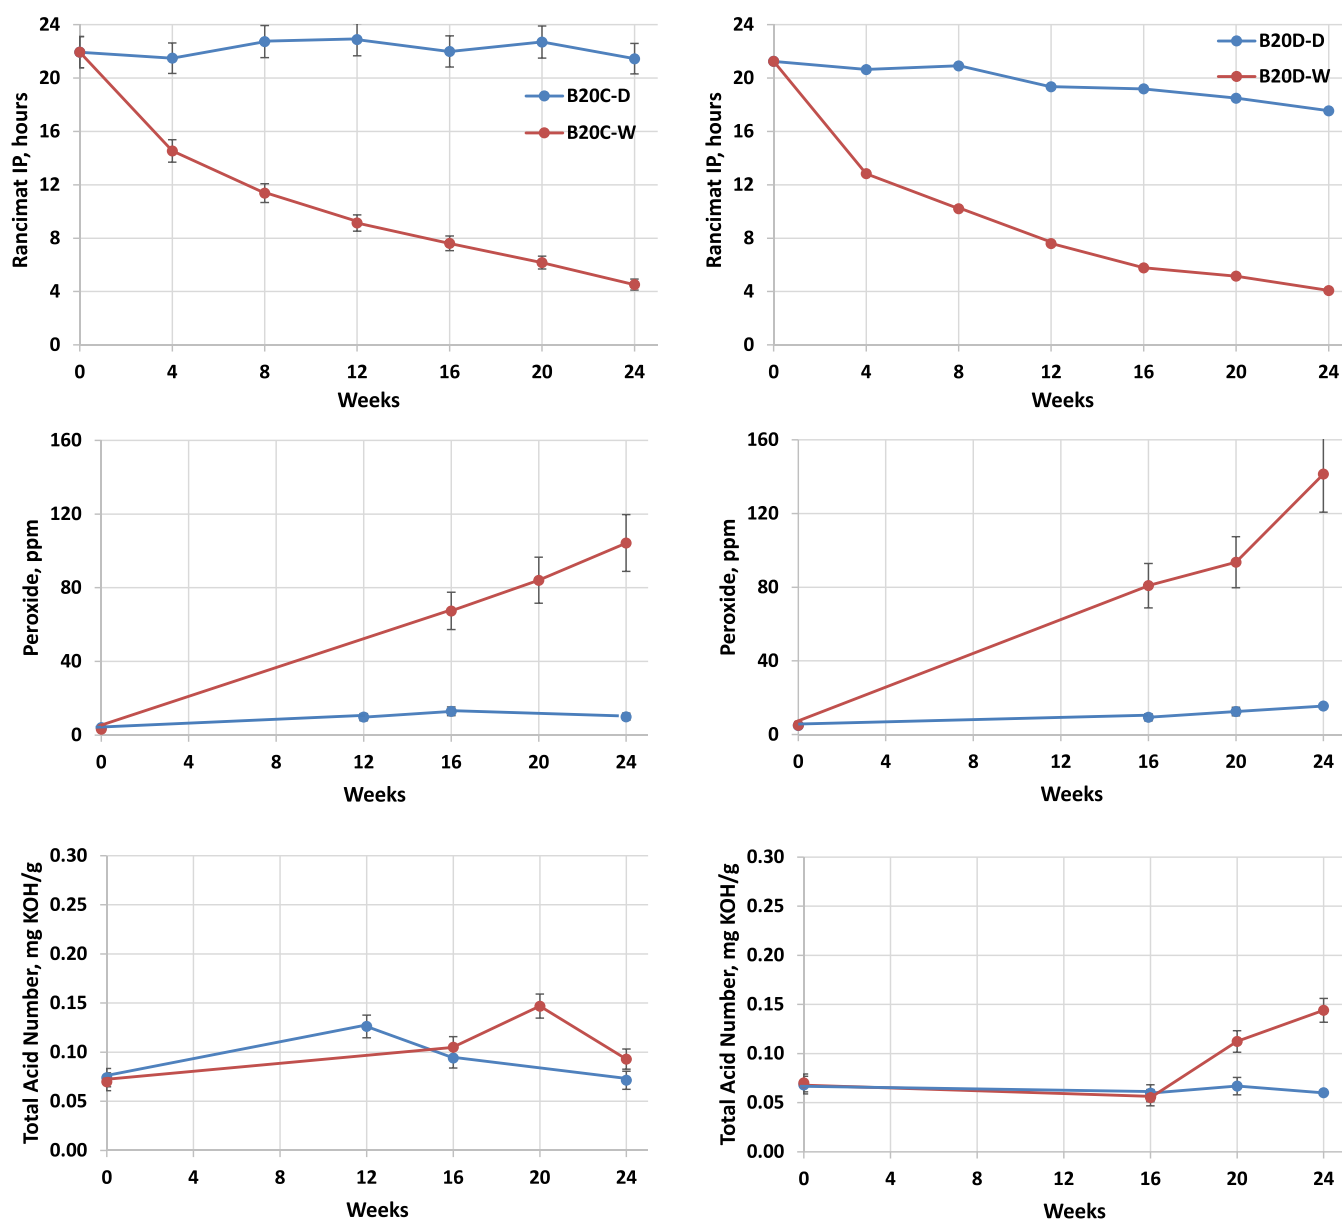 Rancimat IP, hours
24
20
16
12
8
4
0
B20C-D
B20C-W
0 4 8 12 16 20 24
Weeks
Rancimat IP, hours
24
20
16
12
8
4
0
B20D-D
B20D-W
0 4 8 12 16 20 24
Weeks
Peroxide, ppm
160
120
80
40
0
0 4 8 12 16 20 24
Weeks
Peroxide, ppm
160
120
80
40
0
0 4 8 12 16 20 24
Weeks
Total Acid Number, mg KOH/g
0.30
0.25
0.20
0.15
0.10
0.05
0.00
0 4 8 12 16 20 24
Weeks
Total Acid Number, mg KOH/g
0.30
0.25
0.20
0.15
0.10
0.05
0.00
0 4 8 12 16 20 24
Weeks